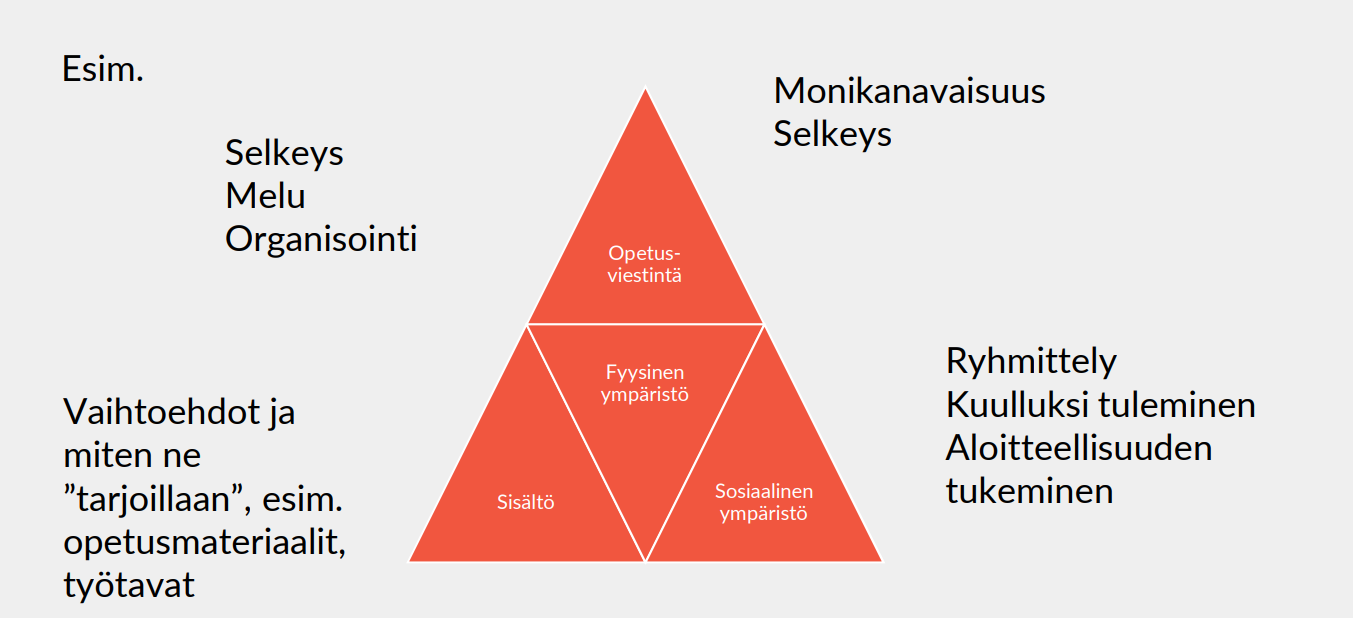 Esim.
Selkeys
Melu
Organisointi
Monikanavaisuus
Selkeys
Opetus-
viestintä
Fyysinen
ympäristö
Sisältö
Sosiaalinen
ympäristö
Vaihtoehdot ja
miten ne
”tarjoillaan”, esim.
opetusmateriaalit,
työtavat
Ryhmittely
Kuulluksi tuleminen
Aloitteellisuuden
tukeminen